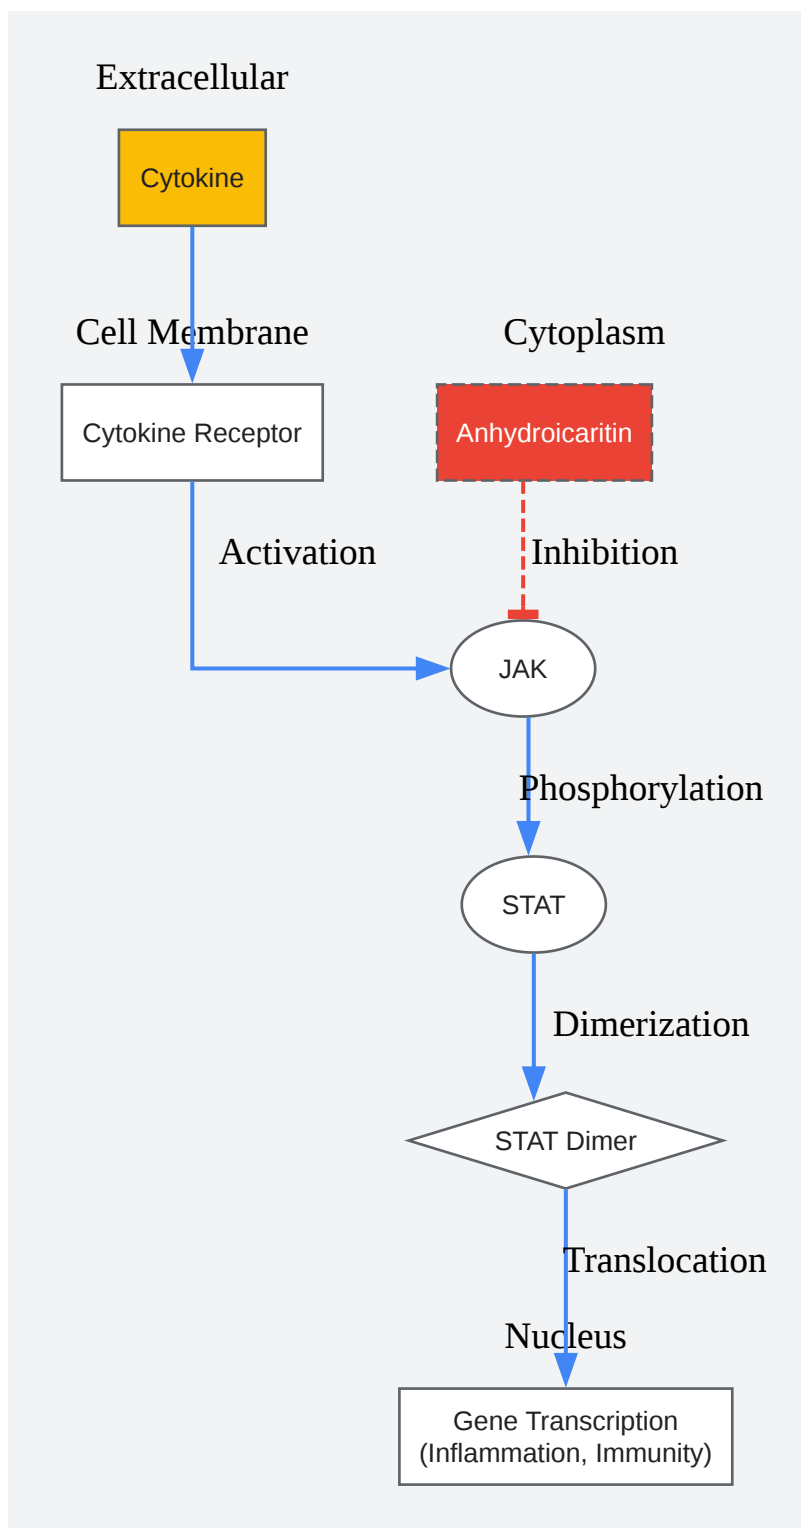 Extracellular
Cytokine
Cell Membrane
Cytoplasm
Cytokine Receptor
Anhydroicaritin
Activation
Inhibition
JAK
Phosphorylation
STAT
Dimerization
STAT Dimer
Translocation
Nucleus
Gene Transcription
(Inflammation, Immunity)